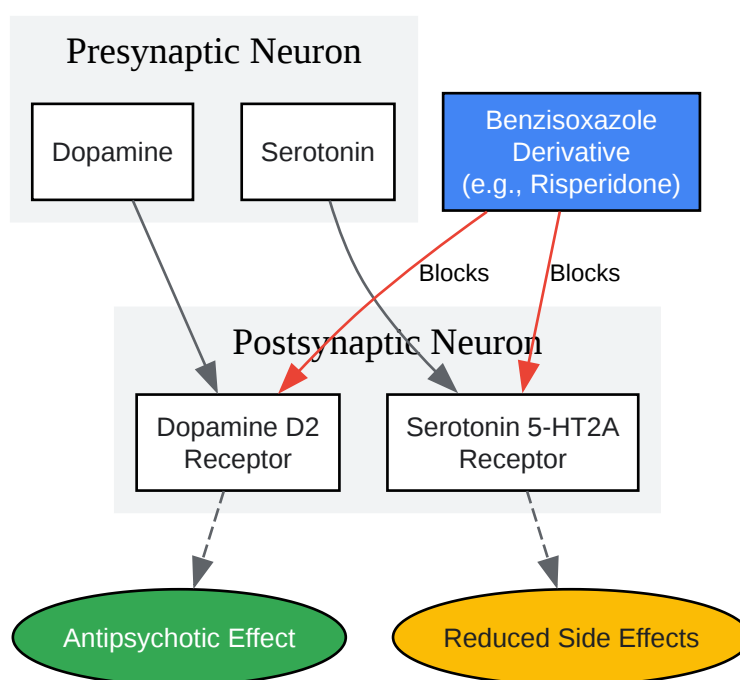 Presynaptic Neuron
Dopamine
Serotonin
Benzisoxazole
Derivative
(e.g., Risperidone)
Blocks
Blocks
Postsynaptic Neuron
Dopamine D2
Receptor
Serotonin 5-HT2A
Receptor
Antipsychotic Effect
Reduced Side Effects